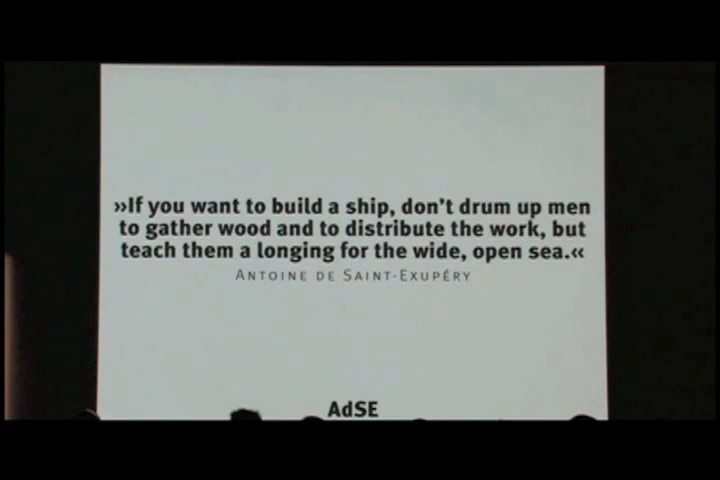 »If you want to build a ship, don't drum up men
to gather wood and to distribute the work, but
teach them a longing for the wide, open sea.«
ANTOINE DE SAINT-EXUPÉRY
AdSE